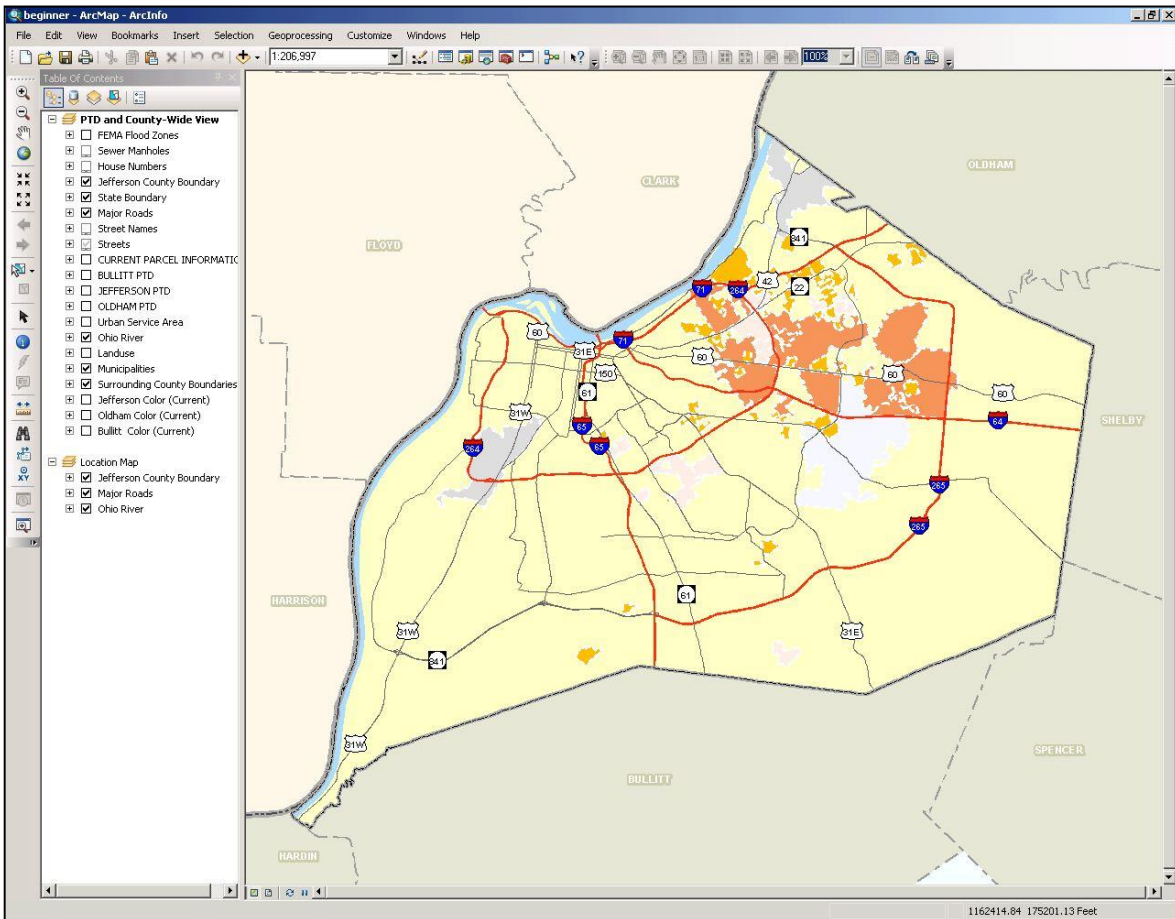 beginner - ArcMap - ArcInfo
File Edit View Bookmarks Insert Selection Geoprocessing Customize Windows Help
1:206,997
100%
Table Of Contents
PTD and County-Wide View
FEMA Flood Zones
Sewer Manholes
House Numbers
Jefferson County Boundary
State Boundary
Major Roads
Street Names
Streets
CURRENT PARCEL INFORMATIC
BULLITT PTD
JEFFERSON PTD
OLDHAM PTD
Urban Service Area
Ohio River
Landuse
Municipalities
Surrounding County Boundaries
Jefferson Color (Current)
Oldham Color (Current)
Bullitt Color (Current)
Location Map
Jefferson County Boundary
Major Roads
Ohio River
XY
OLDHAM
CLARK
841
FLOYD
42
71 264 22
60
71
31E
60
150
60
60
61
31W
65
64
SHELBY
264
65
265
265
61
HARRISON
31W
31E
841
31W
SPENCER
BULLITT
HARDIN
1162414.84 175201.13 Feet